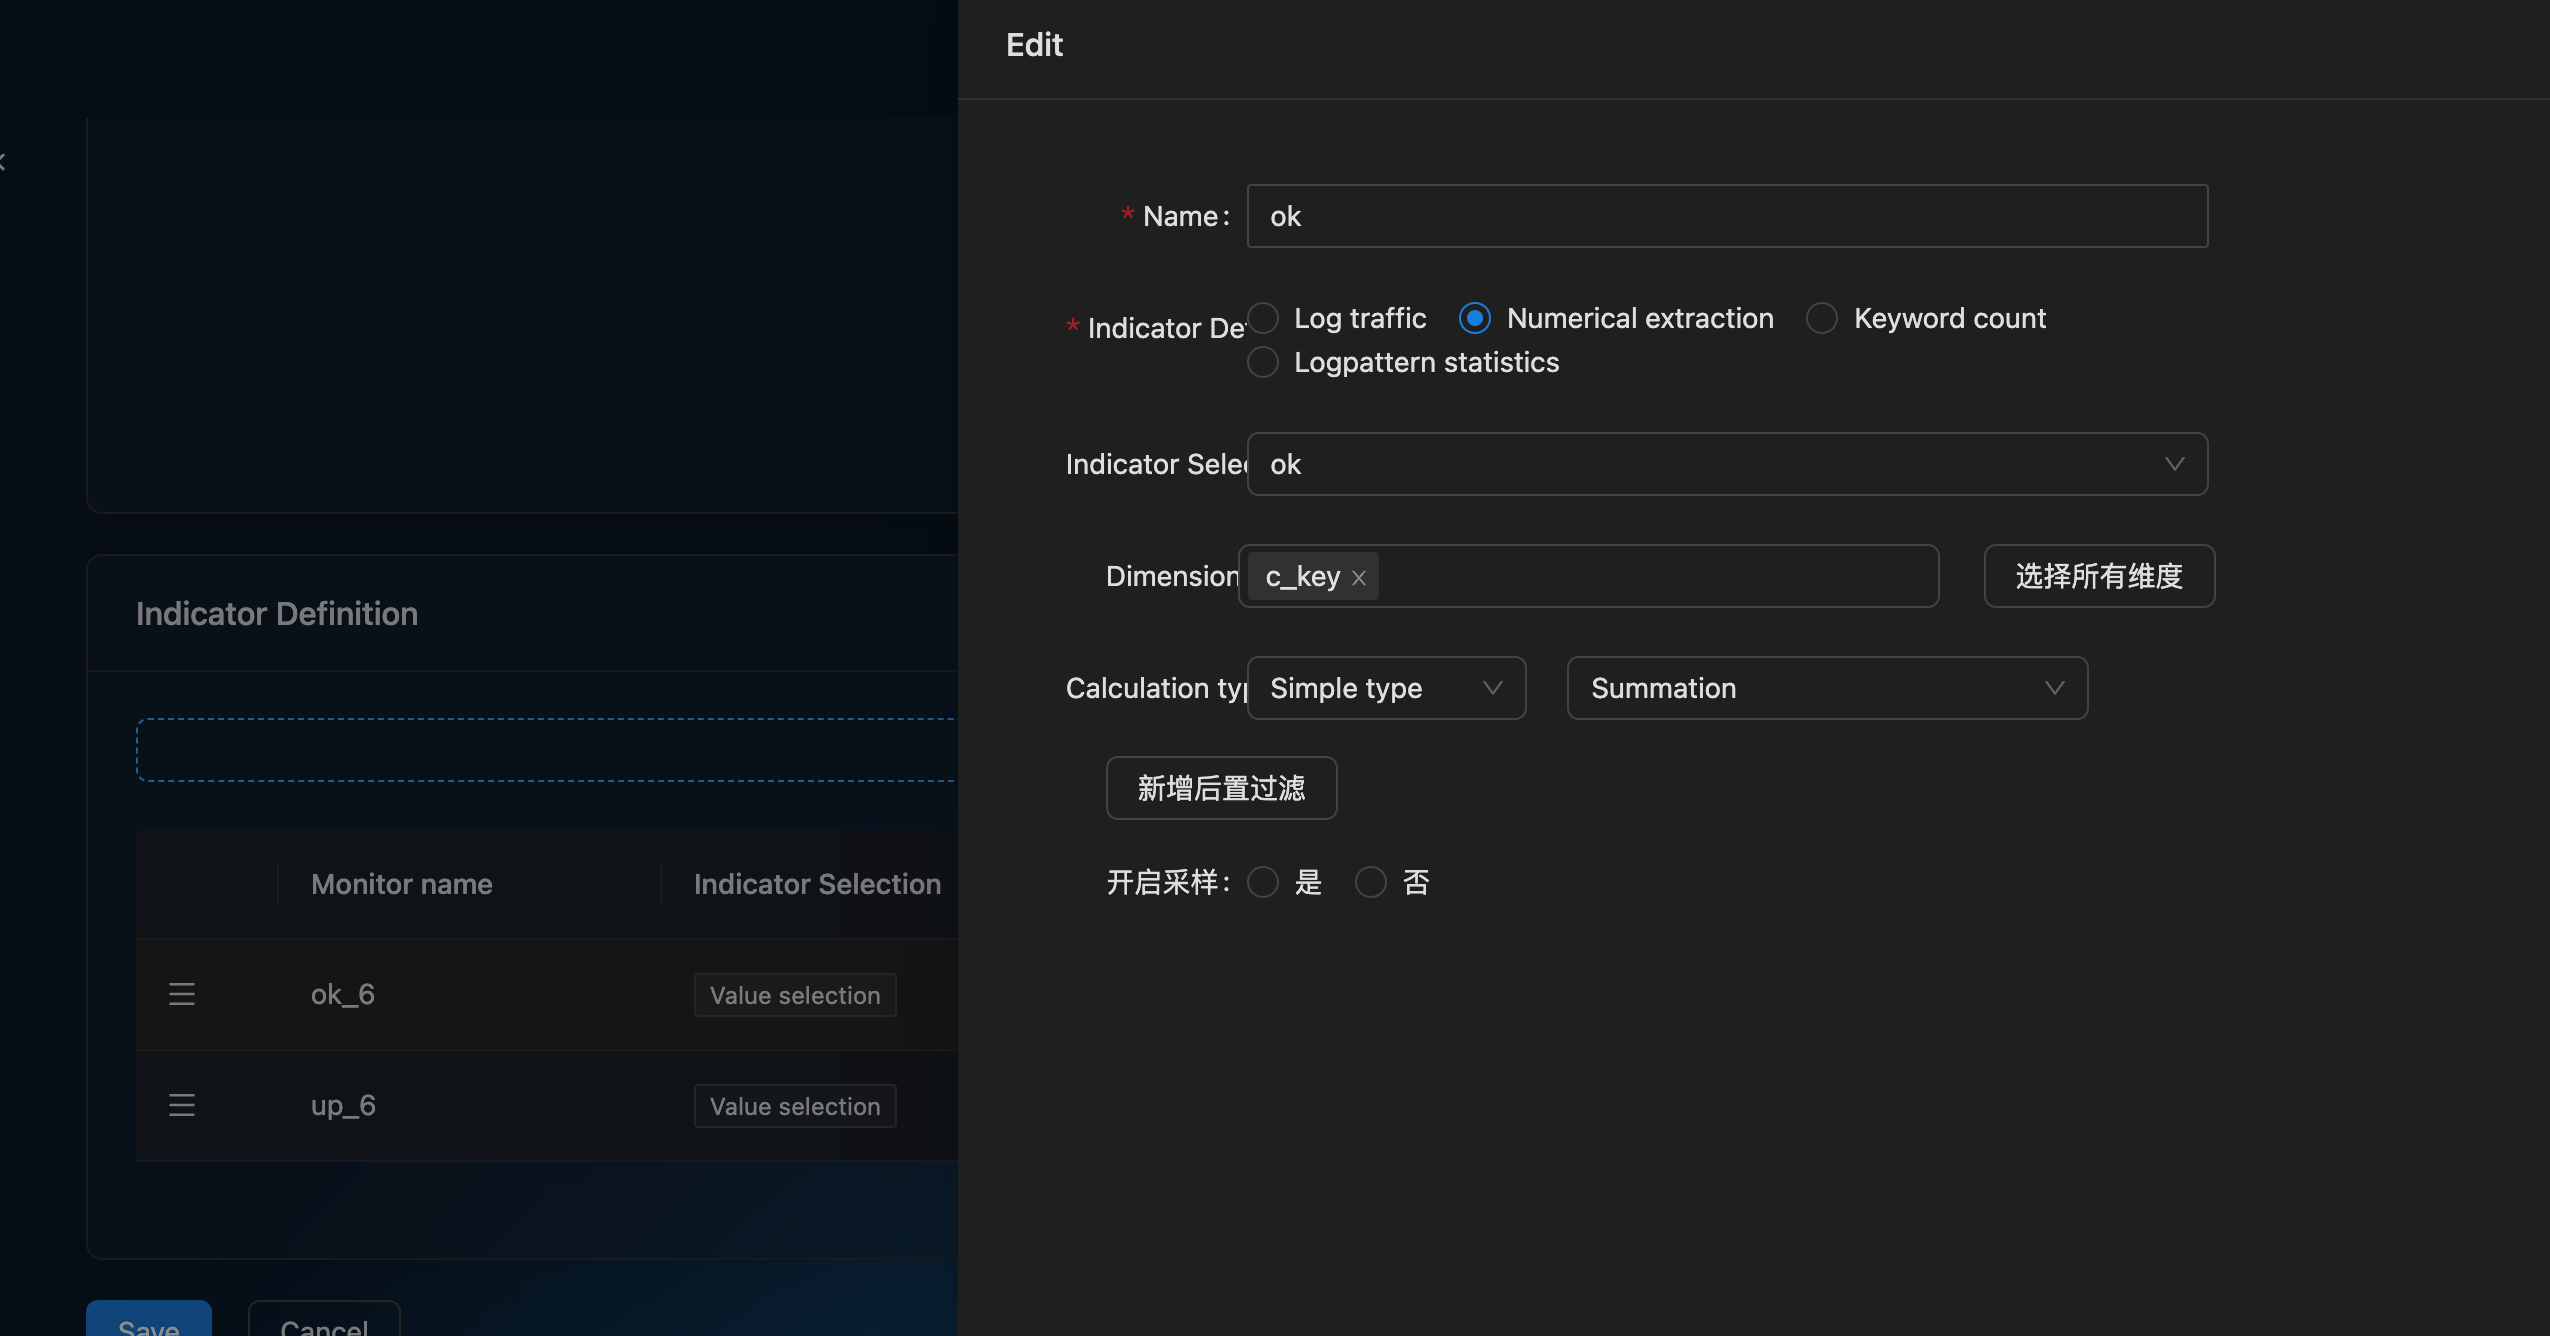 Edit
* Name:
ok
* Indicator De
Log traffic
Numerical extraction
Keyword count
Logpattern statistics
Indicator Sele
ok
Dimension
c_key
选择所有维度
Calculation ty
Simple type
Summation
新增后置过滤
开启采样:
是
否
Indicator Definition
Monitor name
Indicator Selection
ok_6
Value selection
up_6
Value selection
Save
Cancel